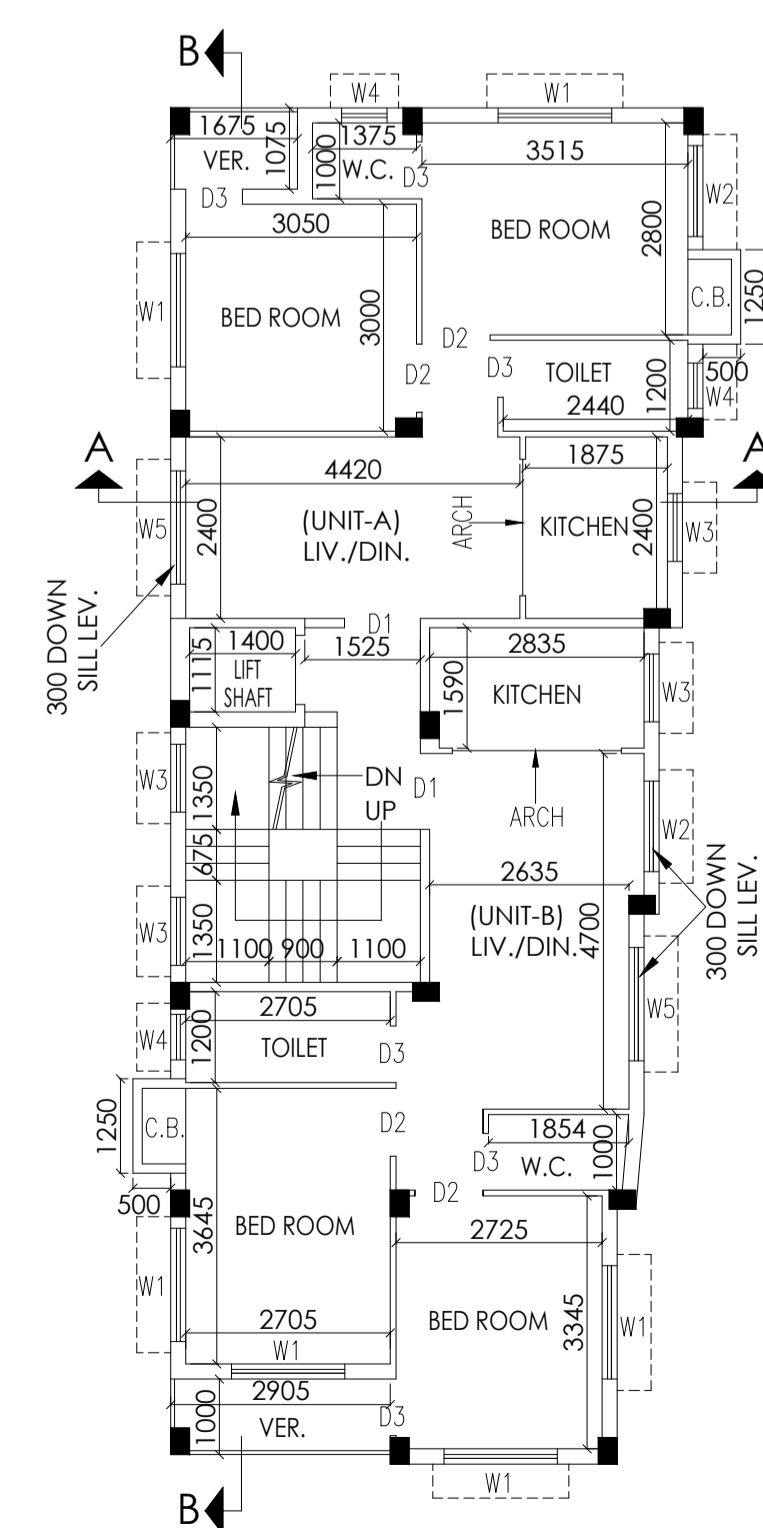 B
W4
W1
1675
1075
VER.
D3
1375
1000
W.C.
D3
3515
W2
3050
BED ROOM
2800
C.B.
1250
W1
BED ROOM
3000
D2
D2
D3
TOILET
1200
500
W4
2440
A
A
4420
1875
W5
2400
(UNIT-A)
LIV./DIN.
ARCH
KITCHEN
2400
W3
300 DOWN
SILL LEV.
D1
1115
1400
LIFT
SHAFT
1525
2835
1590
KITCHEN
W3
W3
1350
DN
UP
D1
ARCH
W2
675
2635
300 DOWN
SILL LEV.
W3
1350
1100
900
1100
(UNIT-B)
LIV./DIN.
4700
W5
2705
W4
1200
TOILET
D3
1250
C.B.
D2
1854
D3
W.C.
1000
500
D2
3645
BED ROOM
2725
W1
BED ROOM
3345
W1
2705
W1
2905
1000
VER.
D3
W1
B